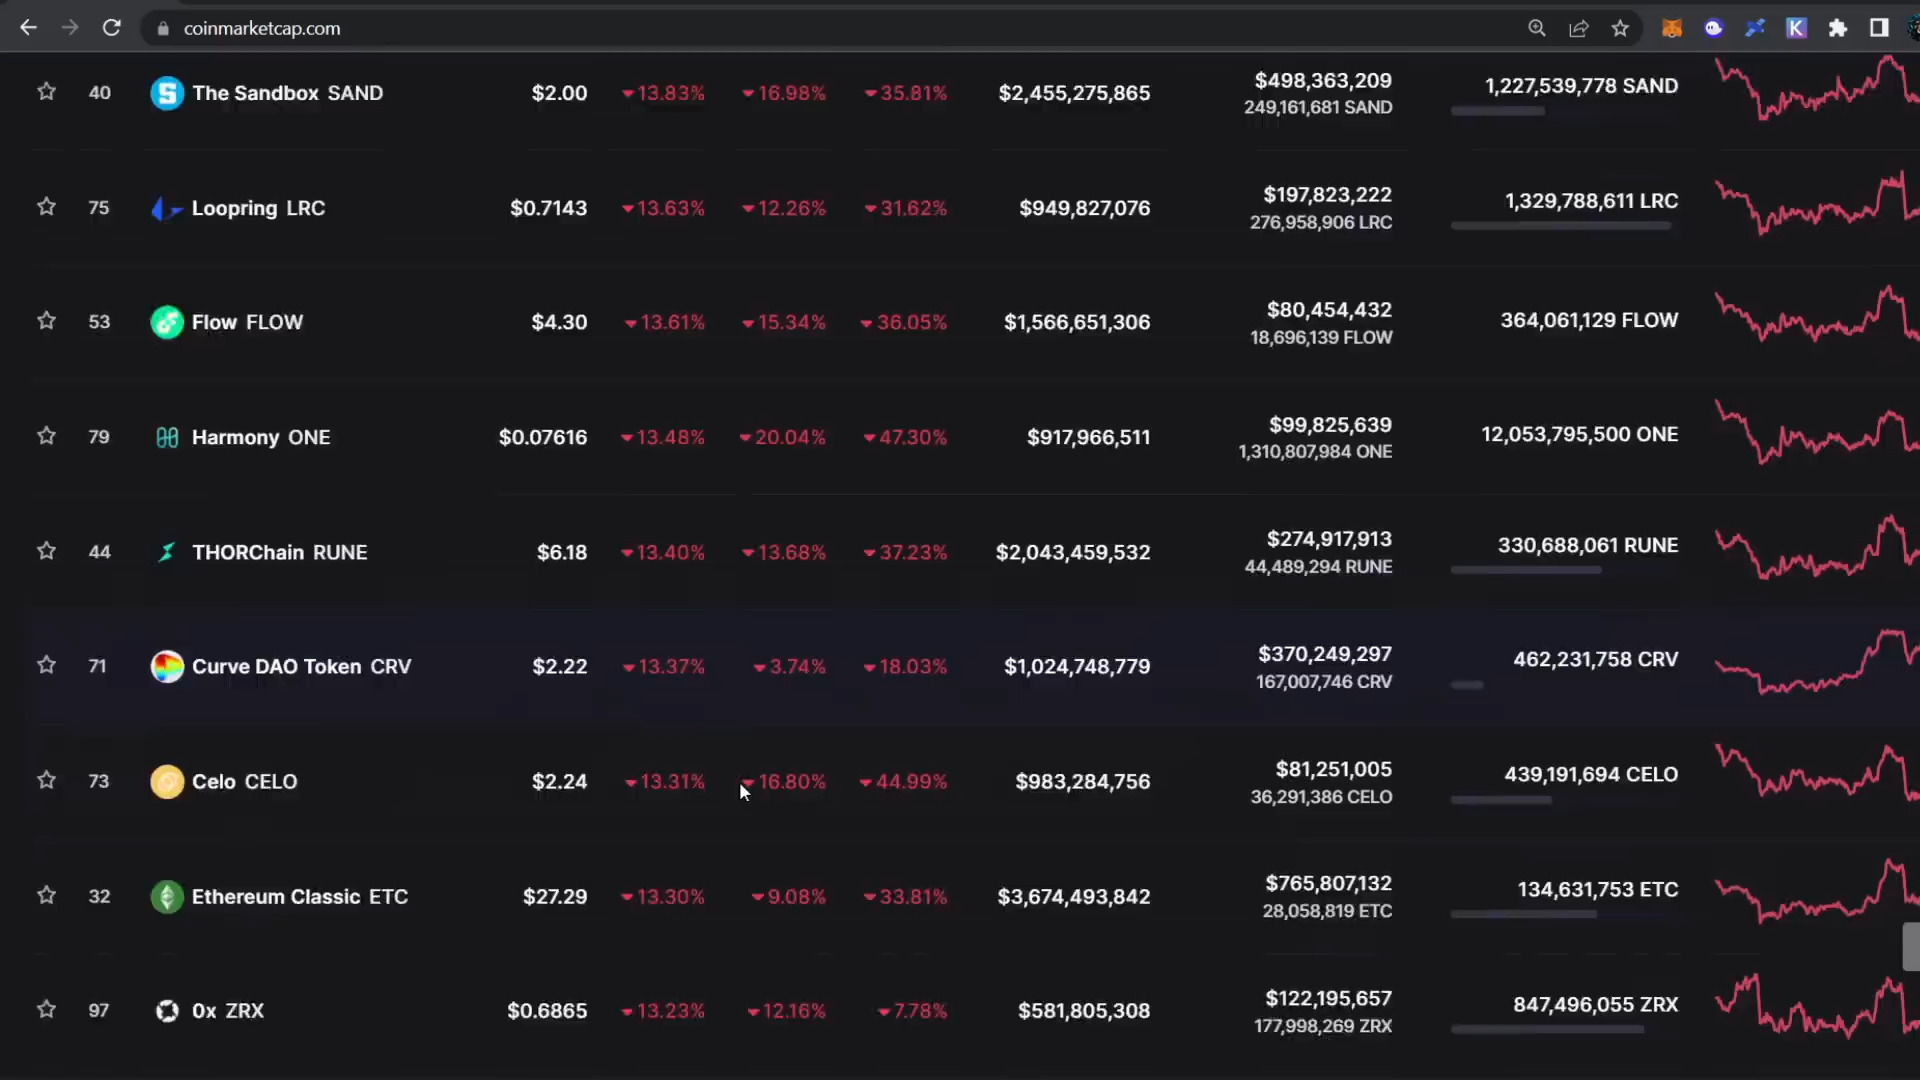 coinmarketcap.com
K
40 The Sandbox SAND $2.00 13.83% 16.98% 35.81% $2,455,275,865 $498,363,209 1,227,539,778 SAND
249,161,681 SAND
75 Loopring LRC $0.7143 13.63% 12.26% 31.62% $949,827,076 $197,823,222 1,329,788,611 LRC
276,958,906 LRC
53 Flow FLOW $4.30 13.61% 15.34% 36.05% $1,566,651,306 $80,454,432 364,061,129 FLOW
18,696,139 FLOW
79 Harmony ONE $0.07616 13.48% 20.04% 47.30% $917,966,511 $99,825,639 12,053,795,500 ONE
1,310,807,984 ONE
44 THORChain RUNE $6.18 13.40% 13.68% 37.23% $2,043,459,532 $274,917,913 330,688,061 RUNE
44,489,294 RUNE
71 Curve DAO Token CRV $2.22 13.37% 3.74% 18.03% $1,024,748,779 $370,249,297 462,231,758 CRV
167,007,746 CRV
73 Celo CELO $2.24 13.31% 16.80% 44.99% $983,284,756 $81,251,005 439,191,694 CELO
36,291,386 CELO
32 Ethereum Classic ETC $27.29 13.30% 9.08% 33.81% $3,674,493,842 $765,807,132 134,631,753 ETC
28,058,819 ETC
97 0x ZRX $0.6865 13.23% 12.16% 7.78% $581,805,308 $122,195,657 847,496,055 ZRX
177,998,269 ZRX